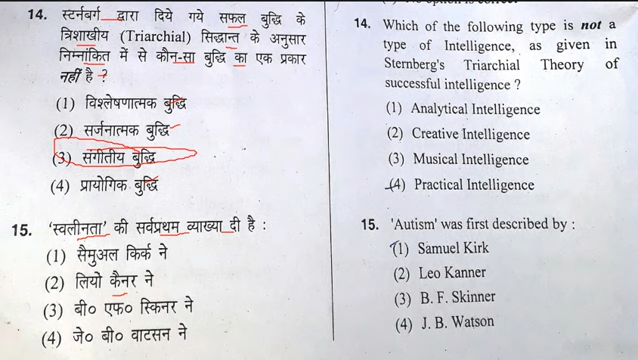 14. स्टर्नबर्ग द्वारा दिये गये सफल बुद्धि के
त्रिशाखीय (Triarchial) सिद्धान्त के अनुसार
निम्नांकित में से कौन-सा बुद्धि का एक प्रकार
नहीं है ?
(1) विश्लेषणात्मक बुद्धि
(2) सर्जनात्मक बुद्धि
(3) संगीतीय बुद्धि
(4) प्रायोगिक बुद्धि
15. 'स्वलीनता' की सर्वप्रथम व्याख्या दी है :
(1) सैमुअल किर्क ने
(2) लियो कैनर ने
(3) बी० एफ० स्किनर ने
(4) जे० बी० वाटसन ने
14. Which of the following type is not a
type of Intelligence, as given in
Sternberg's Triarchial Theory of
successful intelligence ?
(1) Analytical Intelligence
(2) Creative Intelligence
(3) Musical Intelligence
(4) Practical Intelligence
15. 'Autism' was first described by :
(1) Samuel Kirk
(2) Leo Kanner
(3) B. F. Skinner
(4) J. B. Watson